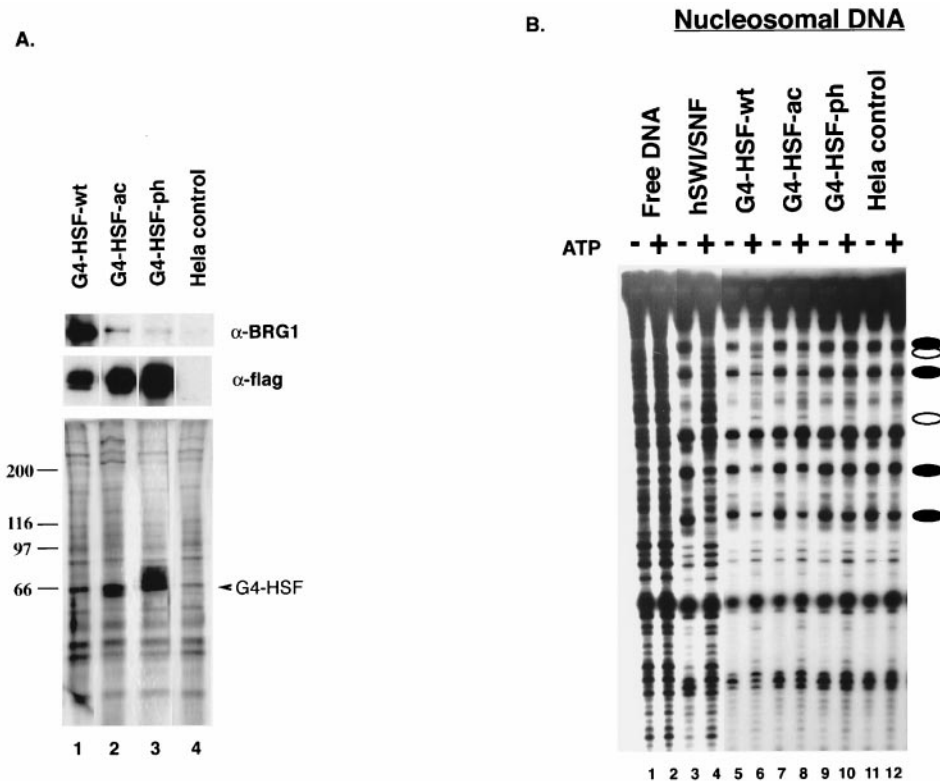 A.
G4-HSF-wt
G4-HSF-ac
G4-HSF-ph
Hela control
α-BRG1
α-flag
200
116
97
66
G4-HSF
1 2 3 4
B.
Nucleosomal DNA
Free DNA
hSWI/SNF
G4-HSF-wt
G4-HSF-ac
G4-HSF-ph
Hela control
ATP - + - + - + - + - + - +
1 2 3 4 5 6 7 8 9 10 11 12